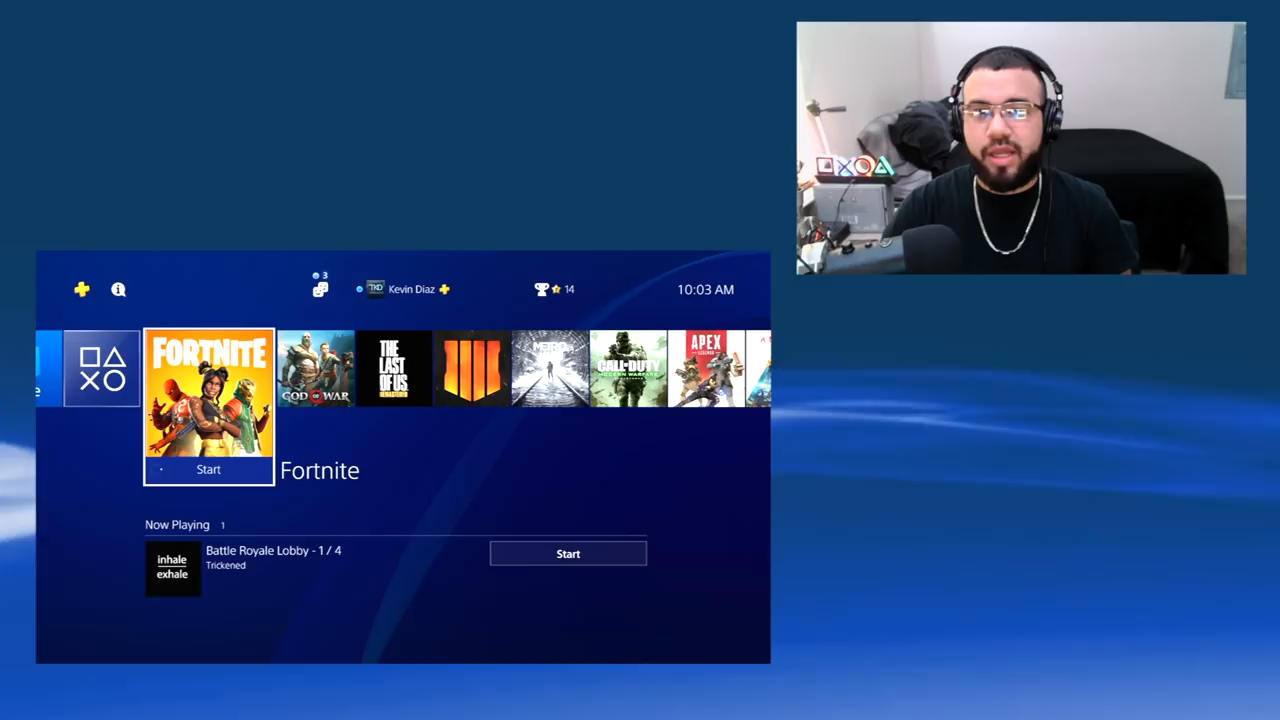 3
TKD
Kevin Diaz
14
10:03 AM
FORTNITE
GOD OF WAR
THE
LAST
OF US
REMASTERED
METRO
CALL OF DUTY
MODERN WARFARE
APEX
LEGENDS
Start
Fortnite
Now Playing 1
inhale
exhale
Battle Royale Lobby - 1 / 4
Trickened
Start